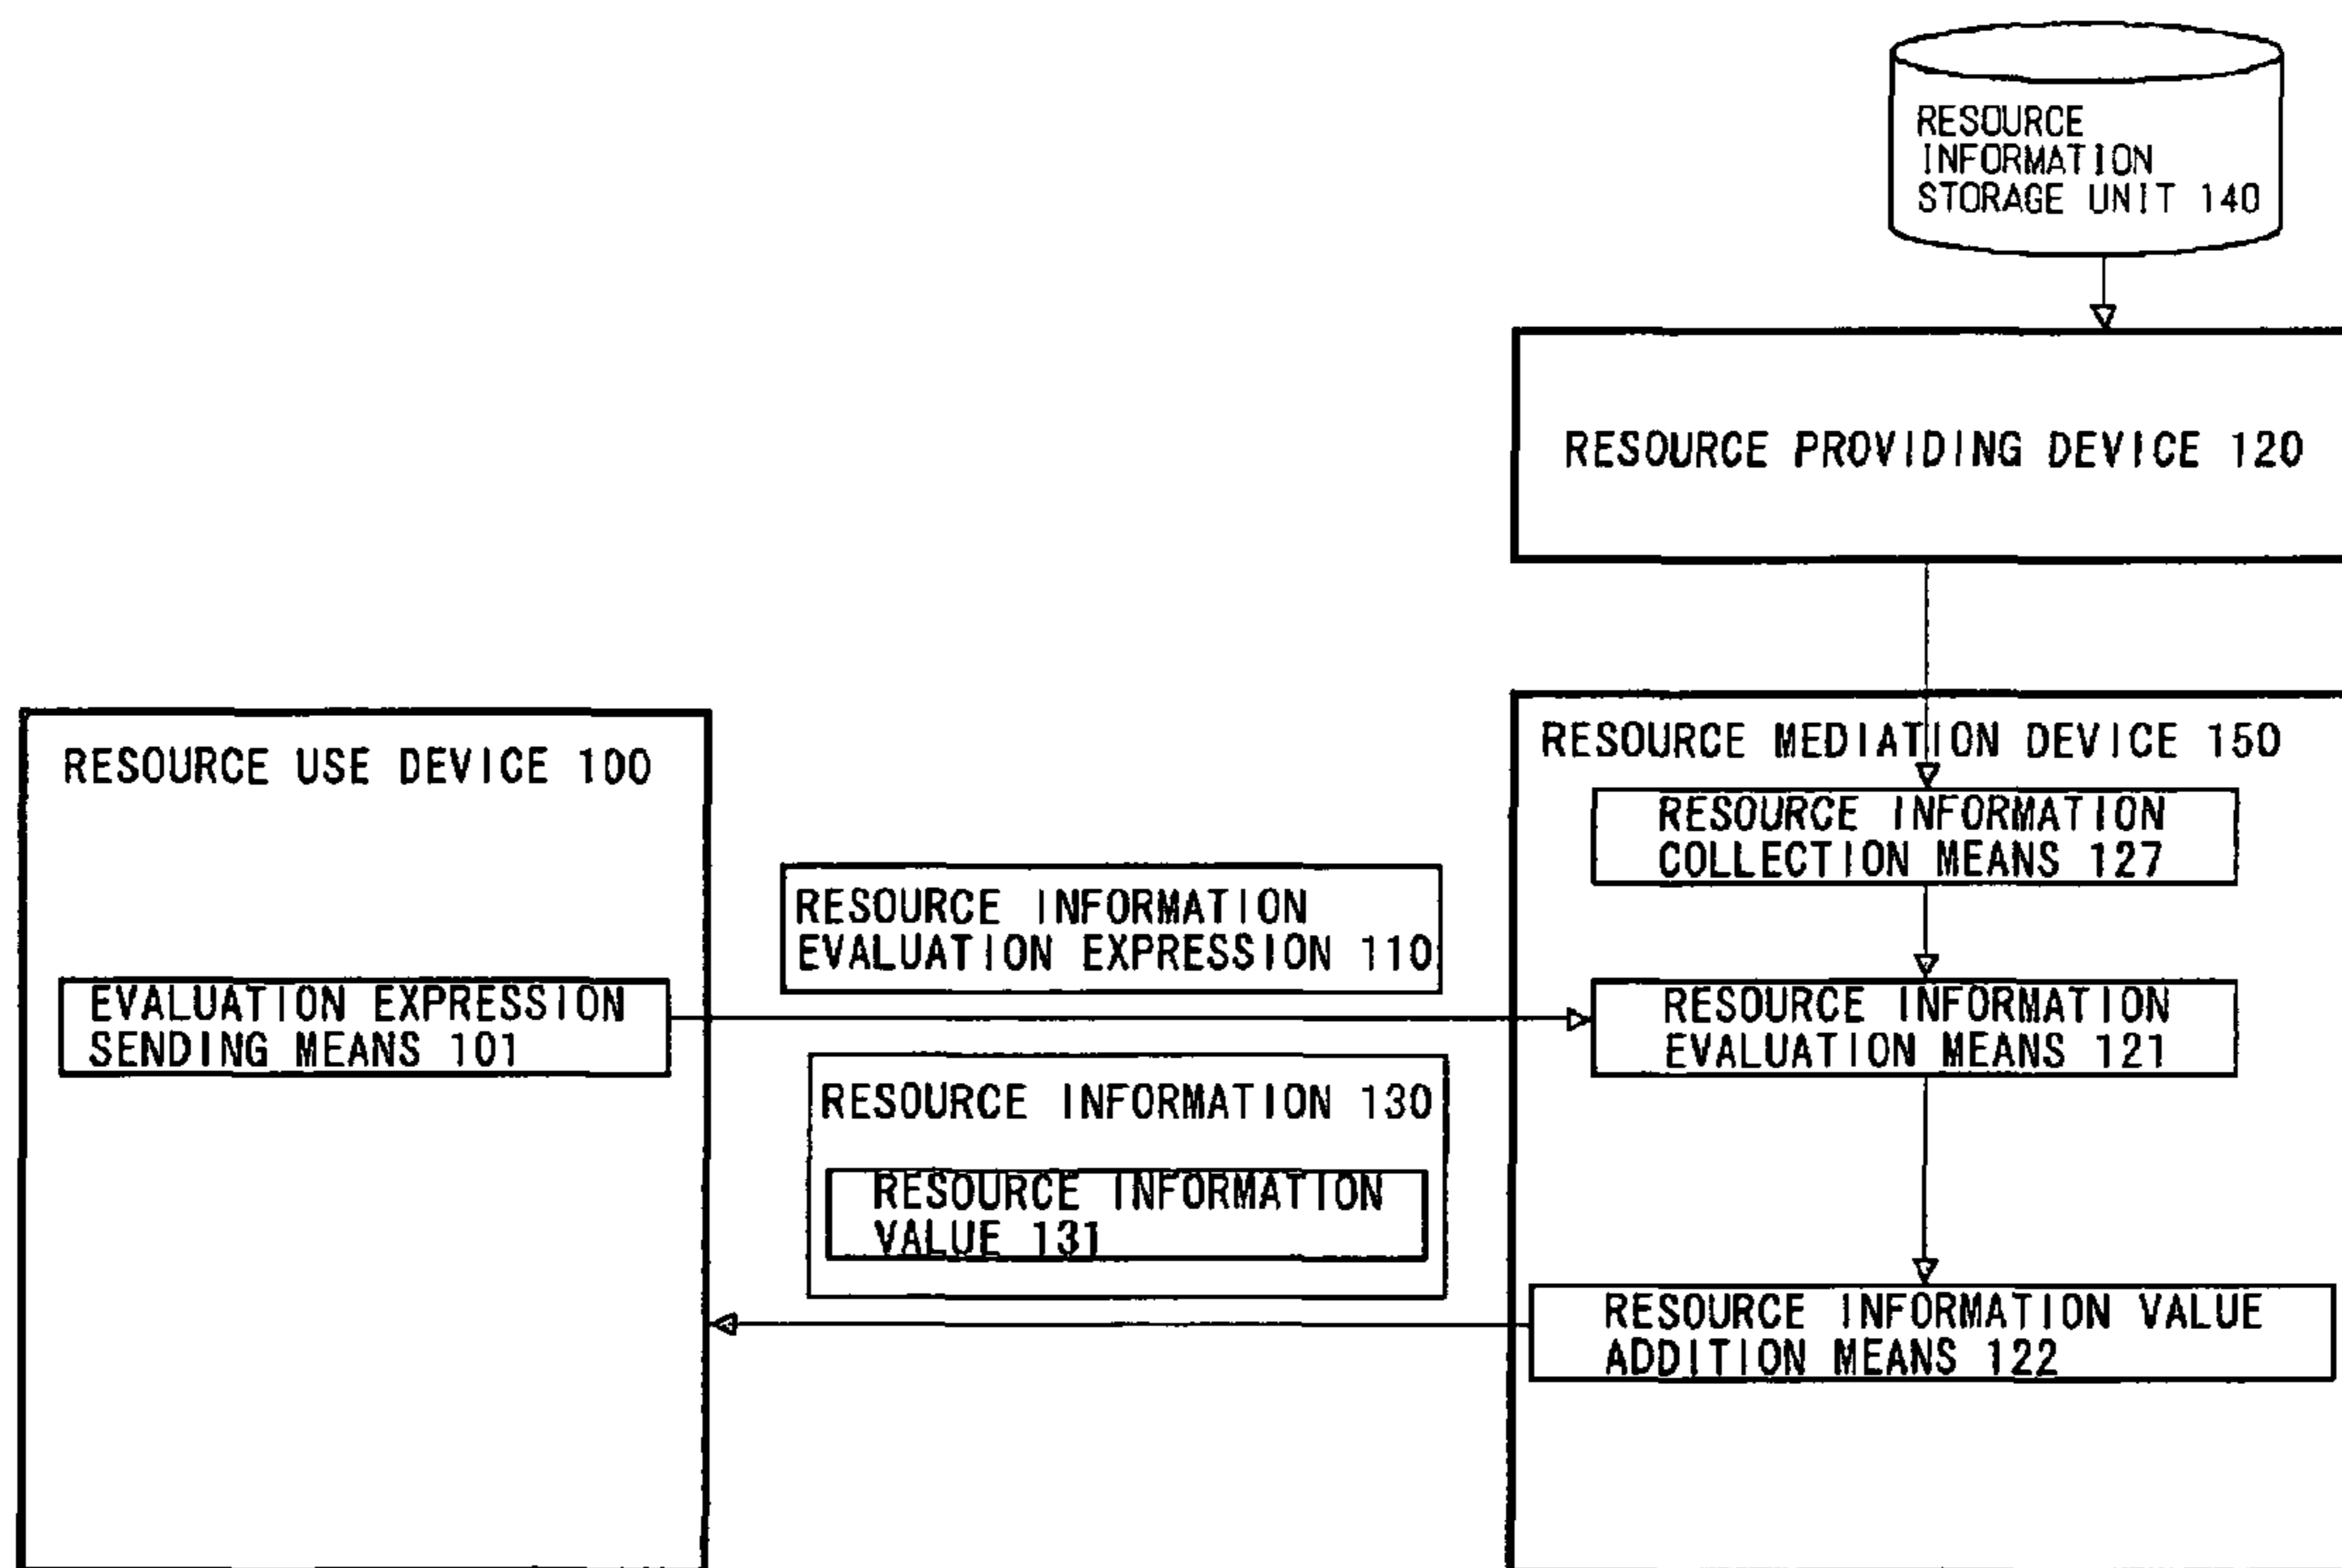 RESOURCE
INFORMATION
STORAGE UNIT 140
RESOURCE PROVIDING DEVICE 120
RESOURCE USE DEVICE 100
RESOURCE MEDIATION DEVICE 150
RESOURCE INFORMATION
COLLECTION MEANS 127
RESOURCE INFORMATION
EVALUATION EXPRESSION 110
EVALUATION EXPRESSION
SENDING MEANS 101
RESOURCE INFORMATION
EVALUATION MEANS 121
RESOURCE INFORMATION 130
RESOURCE INFORMATION
VALUE 131
RESOURCE INFORMATION VALUE
ADDITION MEANS 122